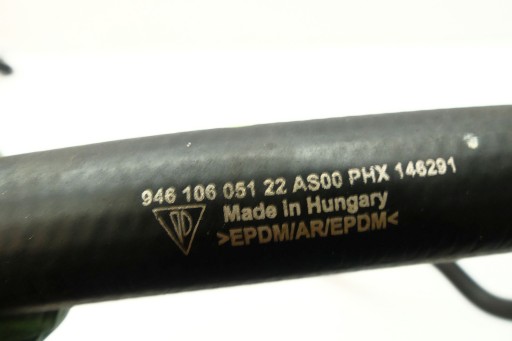 946 106 051 22 AS00 PHX 146291
Made in Hungary
>EPDM/AR/EPDM<